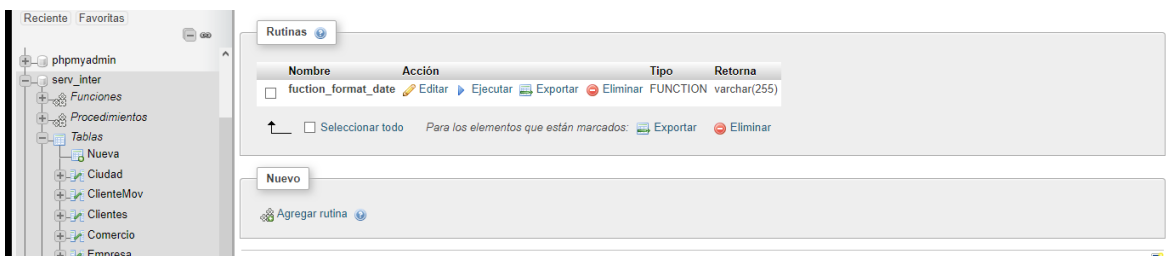 Reciente Favoritas
phpmyadmin
serv_inter
Funciones
Procedimientos
Tablas
Nueva
Ciudad
ClienteMov
Clientes
Comercio
Empresa
Rutinas
Nombre Acción Tipo Retorna
fuction_format_date Editar Ejecutar Exportar Eliminar FUNCTION varchar(255)
Seleccionar todo Para los elementos que están marcados: Exportar Eliminar
Nuevo
Agregar rutina